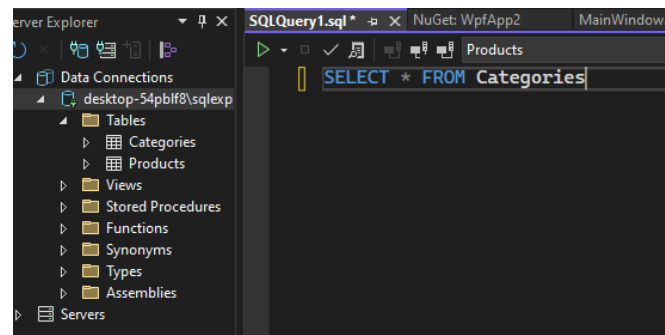 erver Explorer
SQLQuery1.sql*
NuGet: WpfApp2
MainWindow
Products
SELECT * FROM Categories
Data Connections
desktop-54pblf8\sqlexp
Tables
Categories
Products
Views
Stored Procedures
Functions
Synonyms
Types
Assemblies
Servers